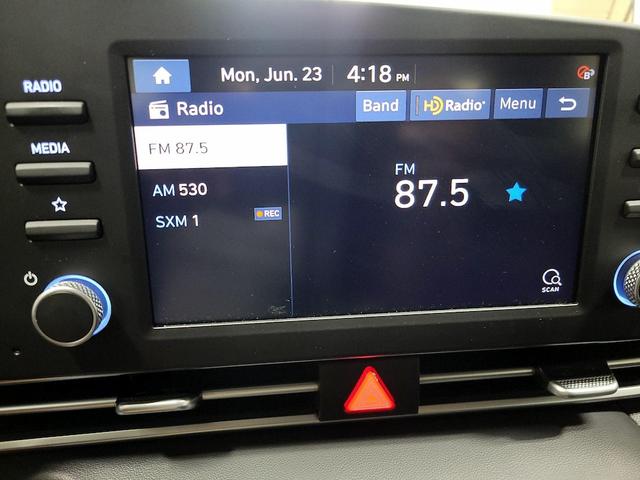 RADIO
MEDIA
Mon, Jun. 23 4:18 PM
Radio Band HD Radio Menu
FM 87.5
AM 530
SXM 1 REC
FM
87.5
SCAN